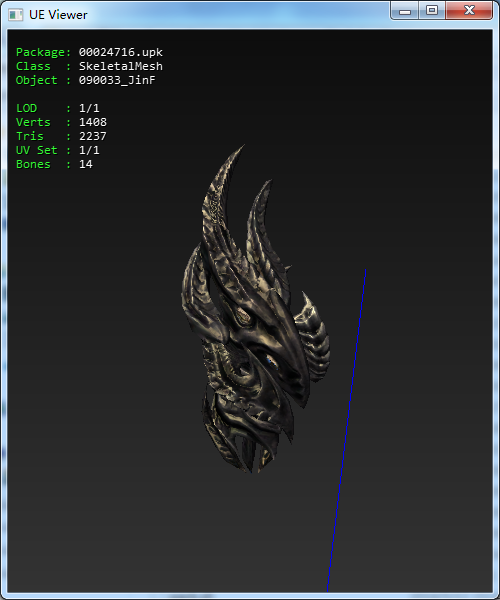 UE Viewer
Package: 00024716.upk
Class : SkeletalMesh
Object : 090033_JinF
LOD : 1/1
Verts : 1408
Tris : 2237
UV Set : 1/1
Bones : 14